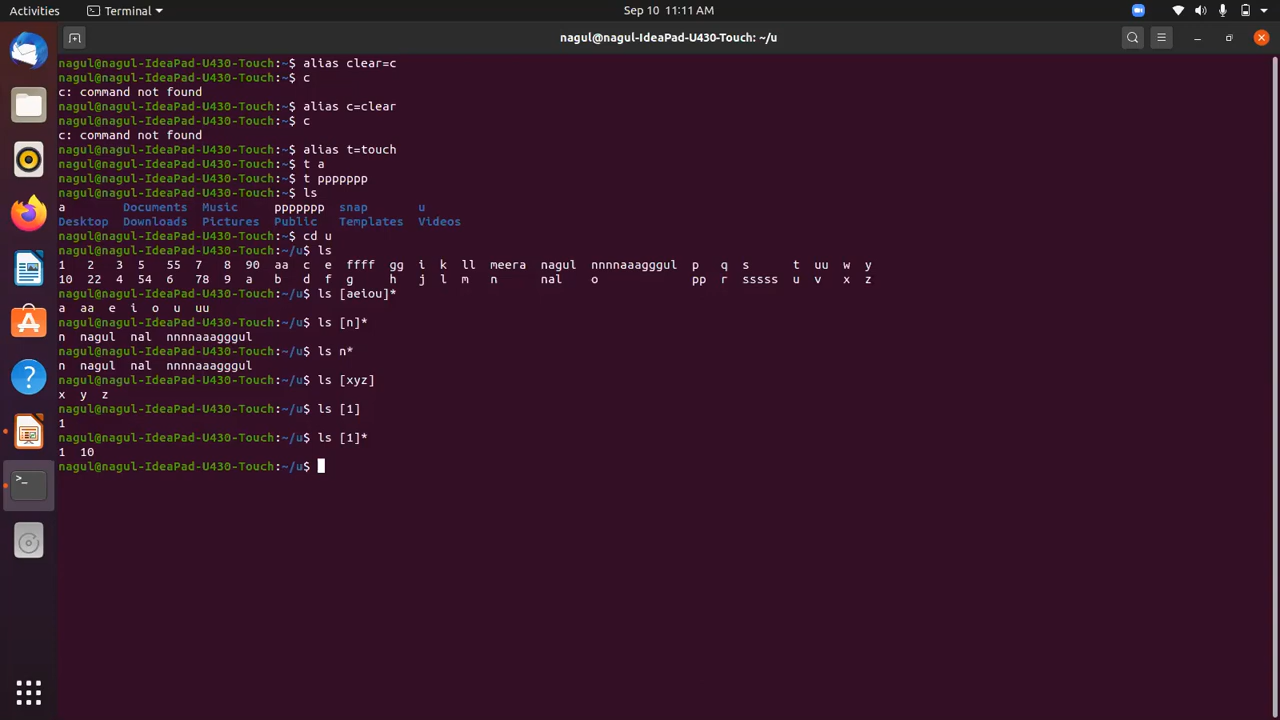 Activities Terminal Sep 10 11:11 AM
nagul@nagul-IdeaPad-U430-Touch: ~/u
nagul@nagul-IdeaPad-U430-Touch:~$ alias clear=c
nagul@nagul-IdeaPad-U430-Touch:~$ c
c: command not found
nagul@nagul-IdeaPad-U430-Touch:~$ alias c=clear
nagul@nagul-IdeaPad-U430-Touch:~$ c
c: command not found
nagul@nagul-IdeaPad-U430-Touch:~$ alias t=touch
nagul@nagul-IdeaPad-U430-Touch:~$ t a
nagul@nagul-IdeaPad-U430-Touch:~$ t ppppppp
nagul@nagul-IdeaPad-U430-Touch:~$ ls
a Documents Music ppppppp snap u
Desktop Downloads Pictures Public Templates Videos
nagul@nagul-IdeaPad-U430-Touch:~$ cd u
nagul@nagul-IdeaPad-U430-Touch:~/u$ ls
1 2 3 5 55 7 8 90 aa c e ffff gg i k ll meera nagul nnnnaaagggul p q s t uu w y
10 22 4 54 6 78 9 a b d f g h j l m n nal o pp r sssss u v x z
nagul@nagul-IdeaPad-U430-Touch:~/u$ ls [aeiou]*
a aa e i o u uu
nagul@nagul-IdeaPad-U430-Touch:~/u$ ls [n]*
n nagul nal nnnnaaagggul
nagul@nagul-IdeaPad-U430-Touch:~/u$ ls n*
n nagul nal nnnnaaagggul
nagul@nagul-IdeaPad-U430-Touch:~/u$ ls [xyz]
x y z
nagul@nagul-IdeaPad-U430-Touch:~/u$ ls [1]
1
nagul@nagul-IdeaPad-U430-Touch:~/u$ ls [1]*
1 10
nagul@nagul-IdeaPad-U430-Touch:~/u$